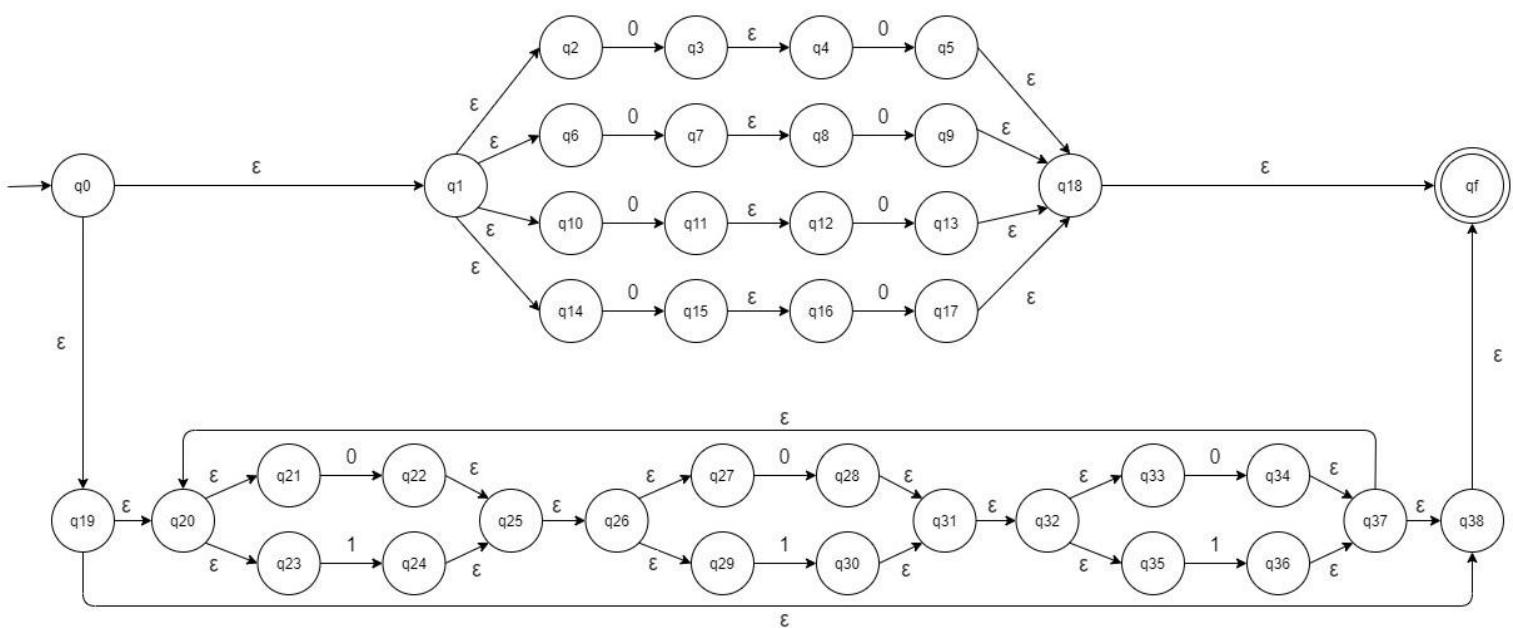 q2 0 q3 ε q4 0 q5
ε ε
q6 0 q7 ε q8 0 q9
ε ε
q0 ε q1 q18 ε qf
q10 0 q11 ε q12 0 q13
ε ε
ε ε
q14 0 q15 ε q16 0 q17
ε ε
ε
q21 0 q22 q27 0 q28 q33 0 q34
ε ε ε ε ε ε
q19 ε q20 q25 ε q26 q31 ε q32 q37 ε q38
q23 1 q24 q29 1 q30 q35 1 q36
ε ε ε ε ε ε
ε